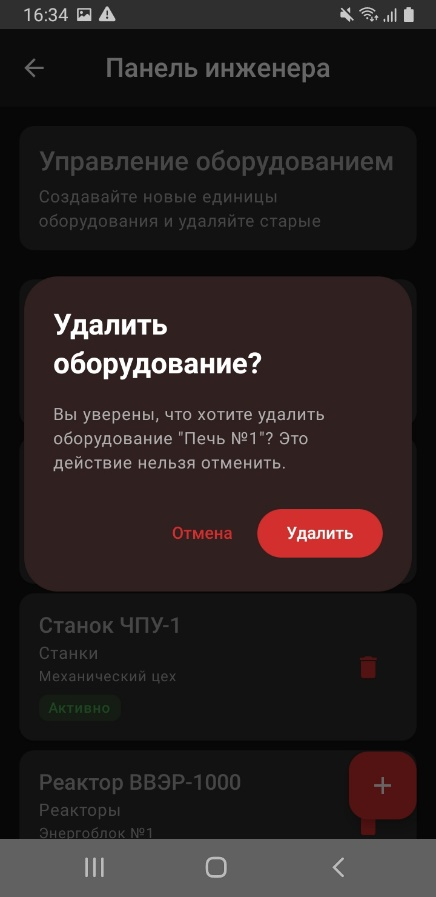 16:34
Панель инженера
Управление оборудованием
Создавайте новые единицы
оборудования и удаляйте старые
Удалить
оборудование?
Вы уверены, что хотите удалить
оборудование "Печь №1"? Это
действие нельзя отменить.
Отмена
Удалить
Станок ЧПУ-1
Станки
Механический цех
Активно
Реактор ВВЭР-1000
Реакторы
Энергоблок №1